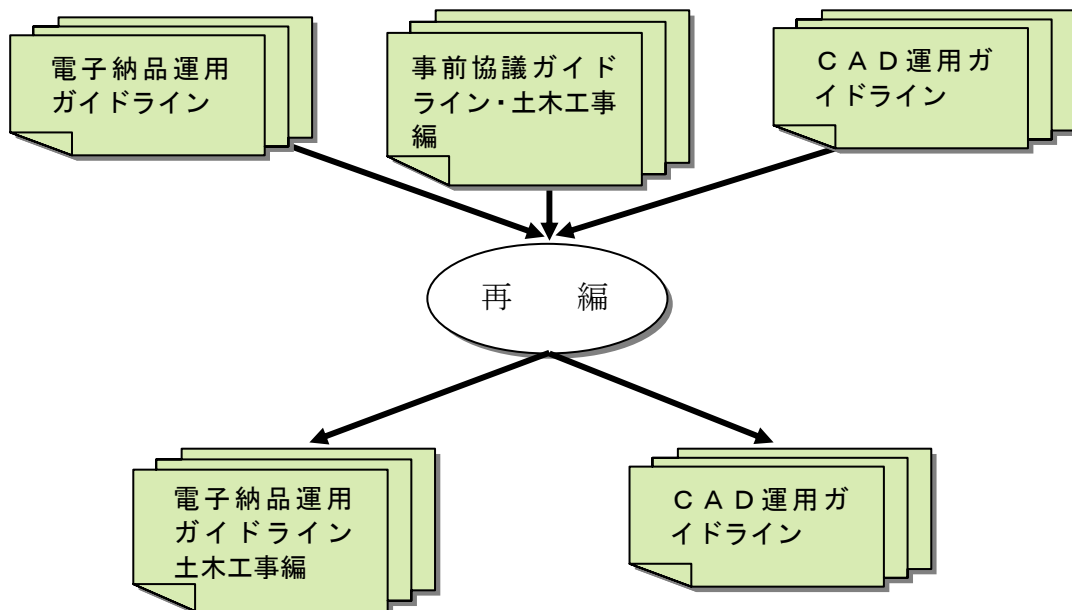 電子納品運用
ガイドライン
事前協議ガイド
ライン・土木工事
編
ＣＡＤ運用ガ
イドライン
再　　編
電子納品運用
ガイドライン
土木工事編
ＣＡＤ運用ガ
イドライン